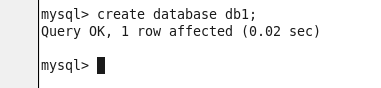 mysql> create database db1;
Query OK, 1 row affected (0.02 sec)
mysql>